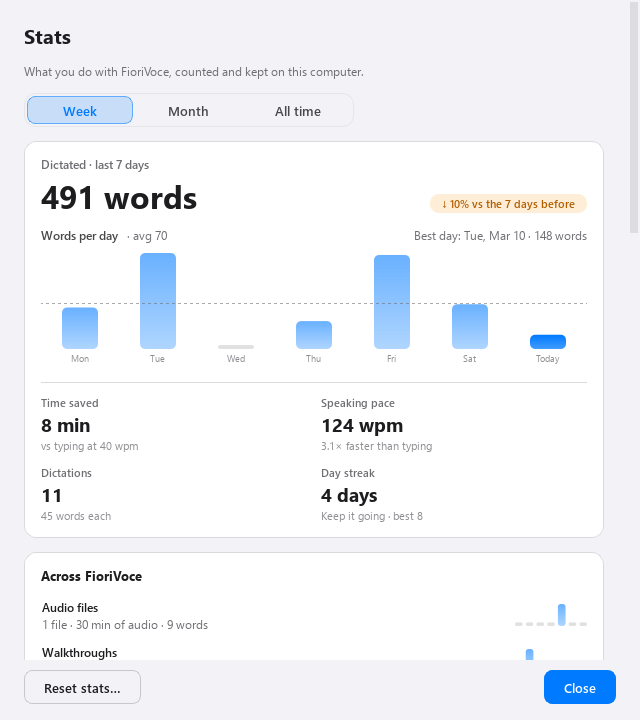 Stats
What you do with FioriVoce, counted and kept on this computer.
Week Month All time
Dictated · last 7 days
491 words
↓ 10% vs the 7 days before
Words per day · avg 70
Best day: Tue, Mar 10 · 148 words
Mon Tue Wed Thu Fri Sat Today
Time saved
8 min
vs typing at 40 wpm
Speaking pace
124 wpm
3.1× faster than typing
Dictations
11
45 words each
Day streak
4 days
Keep it going · best 8
Across FioriVoce
Audio files
1 file · 30 min of audio · 9 words
Walkthroughs
Reset stats...
Close